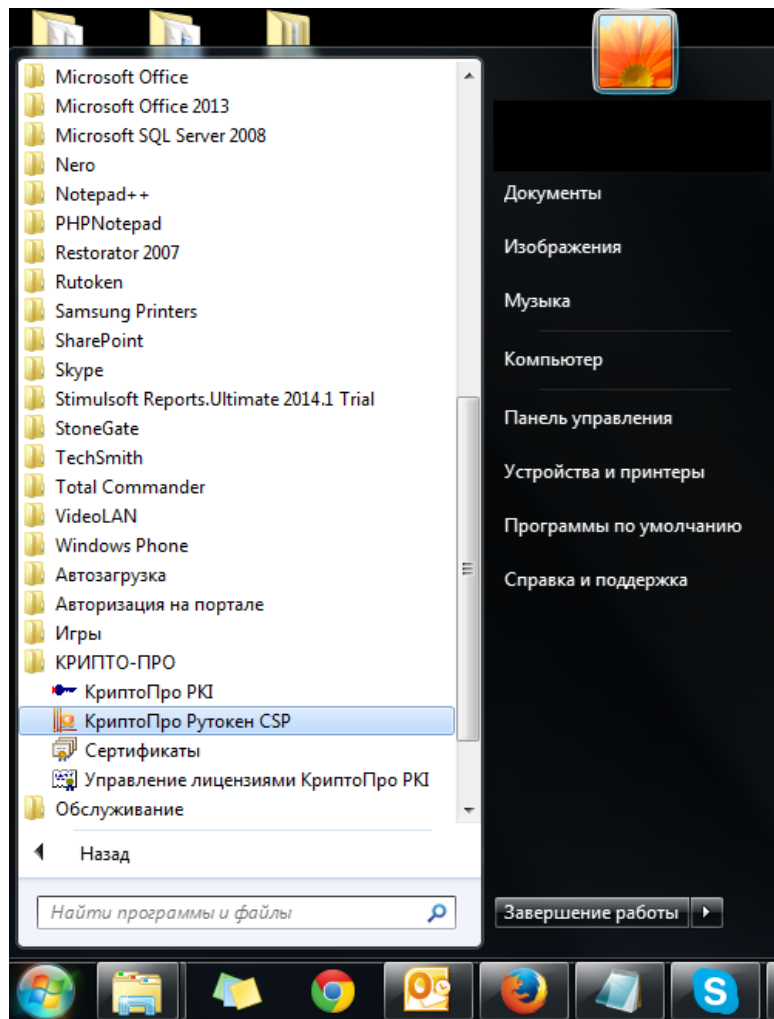 Microsoft Office
Microsoft Office 2013
Microsoft SQL Server 2008
Nero
Notepad++
PHPNotepad
Restorator 2007
Rutoken
Samsung Printers
SharePoint
Skype
Stimulsoft Reports.Ultimate 2014.1 Trial
StoneGate
TechSmith
Total Commander
VideoLAN
Windows Phone
Автозагрузка
Авторизация на портале
Игры
КРИПТО-ПРО
КриптоПро PKI
КриптоПро Рутокен CSP
Сертификаты
Управление лицензиями КриптоПро PKI
Обслуживание
Назад
Найти программы и файлы
Документы
Изображения
Музыка
Компьютер
Панель управления
Устройства и принтеры
Программы по умолчанию
Справка и поддержка
Завершение работы